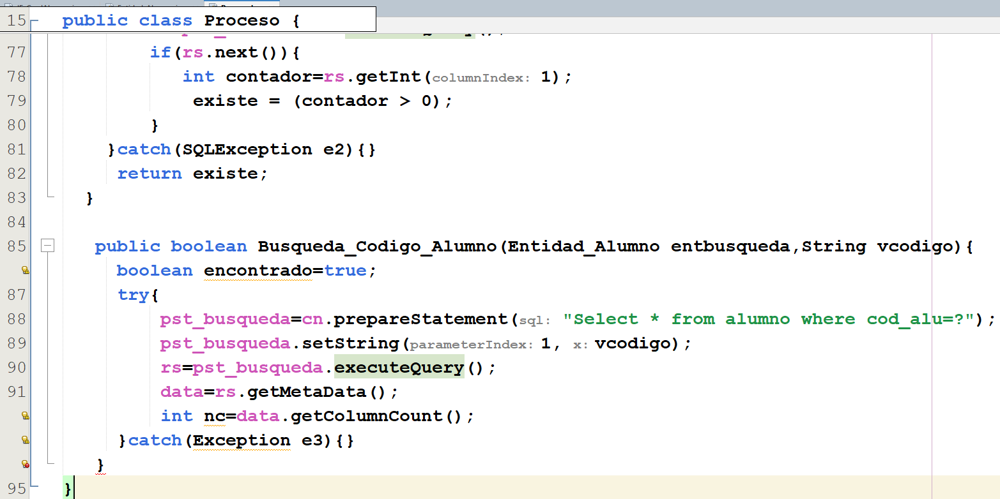 15 public class Proceso {
77 if(rs.next()){
78 int contador=rs.getInt(columnIndex: 1);
79 existe = (contador > 0);
80 }
81 }catch(SQLException e2){}
82 return existe;
83 }
84
85 public boolean Busqueda_Codigo_Alumno(Entidad_Alumno entbusqueda,String vcodigo){
boolean encontrado=true;
87 try{
88 pst_busqueda=cn.prepareStatement(sql: "Select * from alumno where cod_alu=?");
89 pst_busqueda.setString(parameterIndex: 1, x: vcodigo);
90 rs=pst_busqueda.executeQuery();
91 data=rs.getMetaData();
int nc=data.getColumnCount();
}catch(Exception e3){}
}
95 }